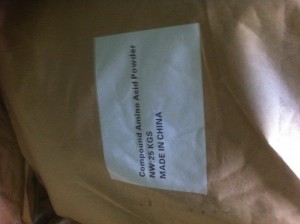 Compound Amino Acid Powder
NW:25 KGS
MADE IN CHINA